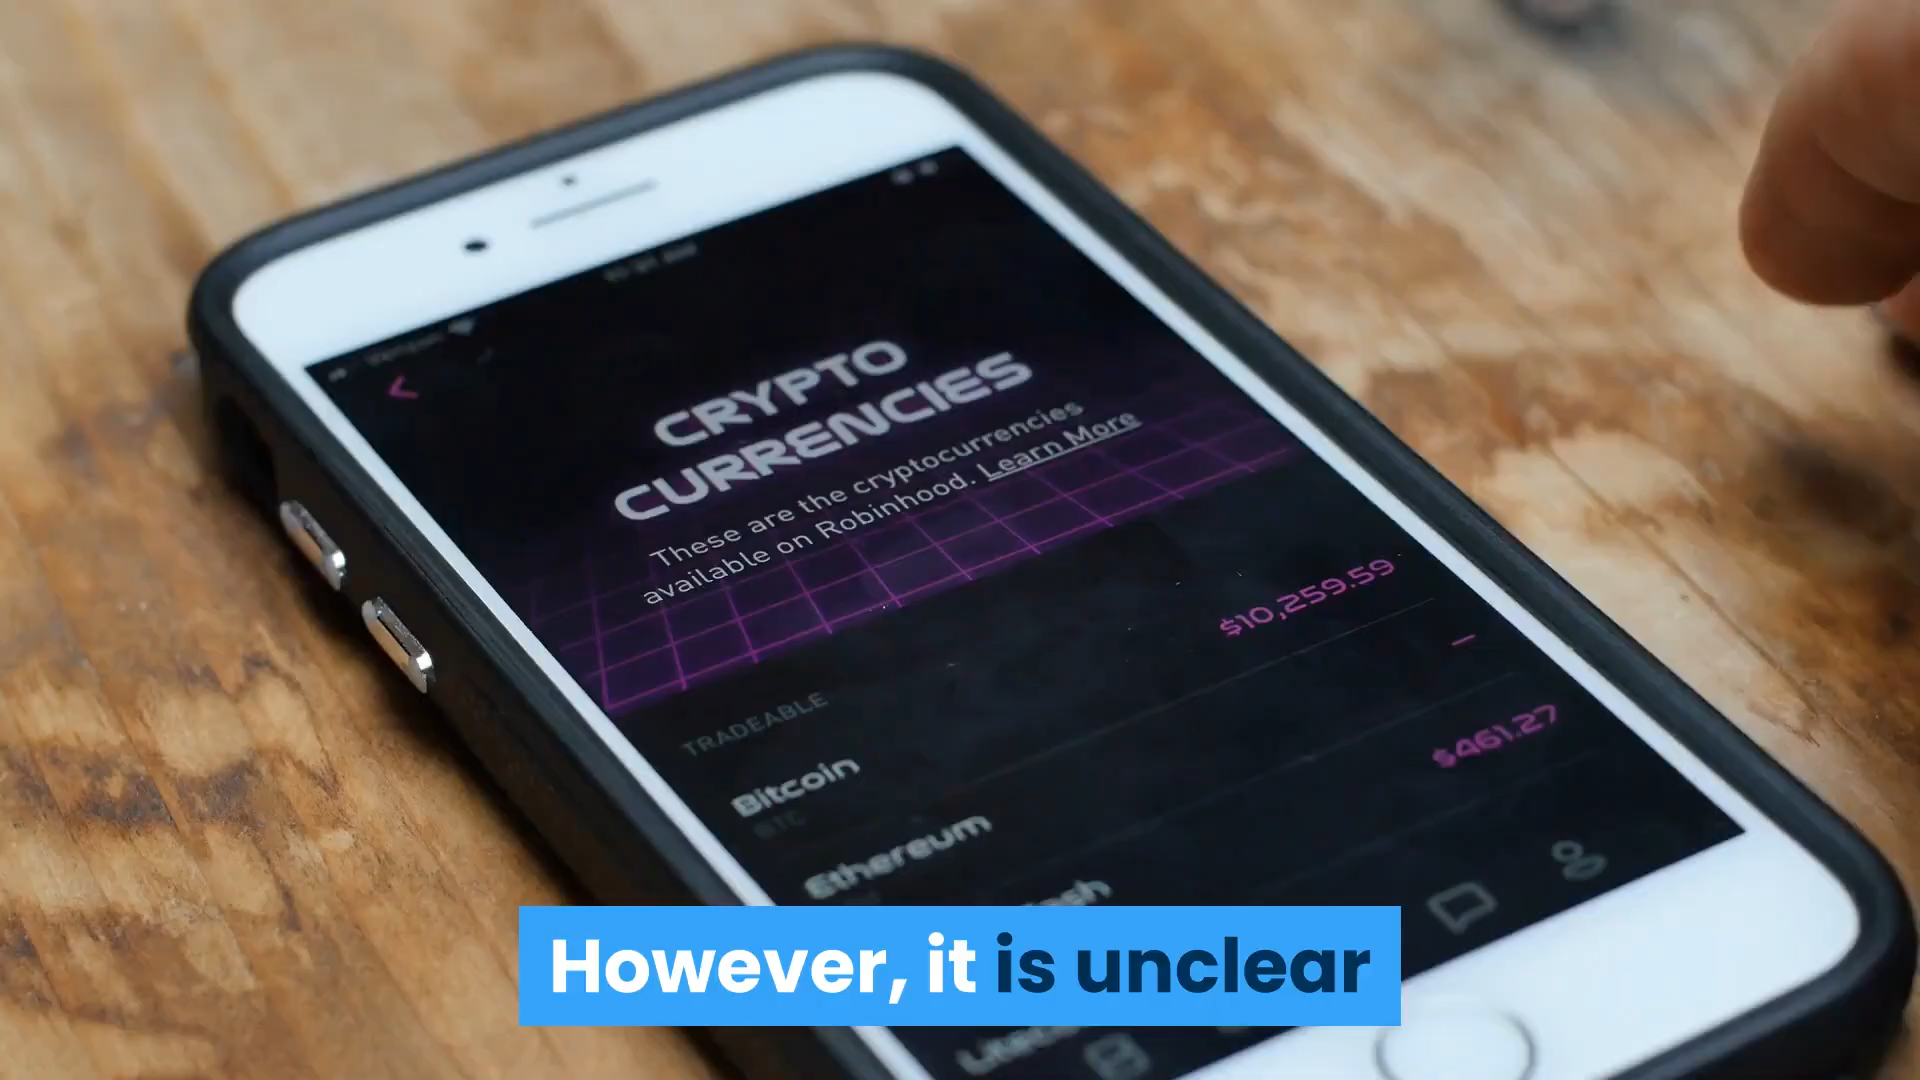 CRYPTO
CURRENCIES
These are the cryptocurrencies
available on Robinhood. Learn More
TRADEABLE
Bitcoin
$10,259.59
BTC
Ethereum
$461.27
However, it is unclear